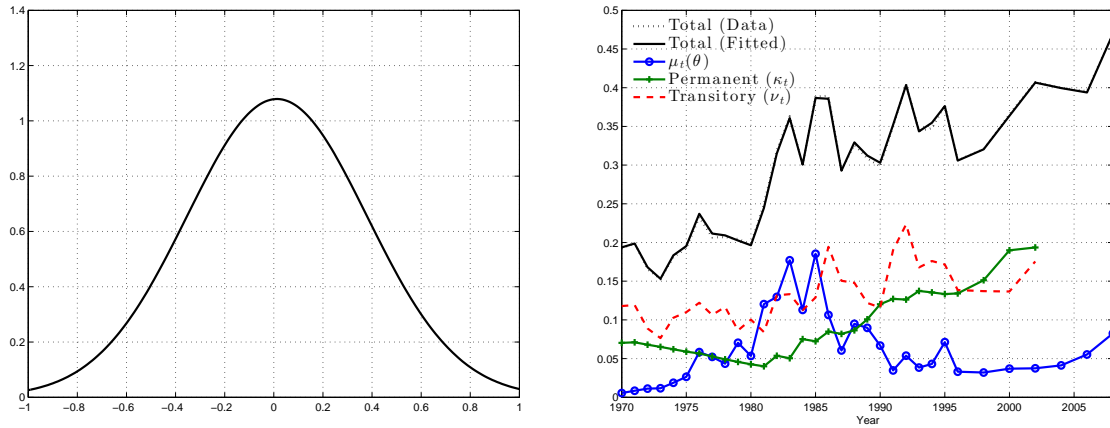 1.4
1.2
1
0.8
0.6
0.4
0.2
0
−1 −0.8 −0.6 −0.4 −0.2 0 0.2 0.4 0.6 0.8 1
0.5
0.45
0.4
0.35
0.3
0.25
0.2
0.15
0.1
0.05
0
Total (Data)
Total (Fitted)
μt(θ)
Permanent (κt)
Transitory (νt)
1970 1975 1980 1985 1990 1995 2000 2005
Year